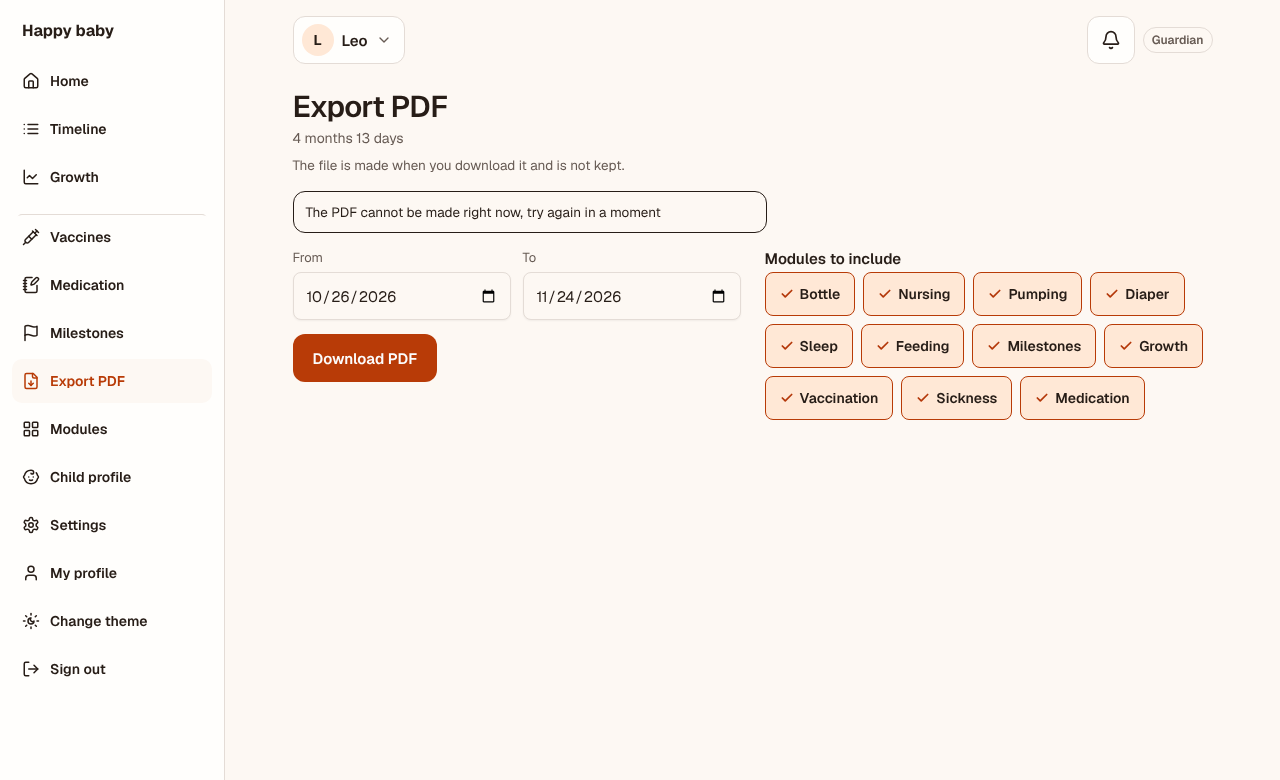 Happy baby
Home
Timeline
Growth
Vaccines
Medication
Milestones
Export PDF
Modules
Child profile
Settings
My profile
Change theme
Sign out
L Leo
Guardian
Export PDF
4 months 13 days
The file is made when you download it and is not kept.
The PDF cannot be made right now, try again in a moment
From
To
10/26/2026
11/24/2026
Download PDF
Modules to include
Bottle Nursing Pumping Diaper
Sleep Feeding Milestones Growth
Vaccination Sickness Medication